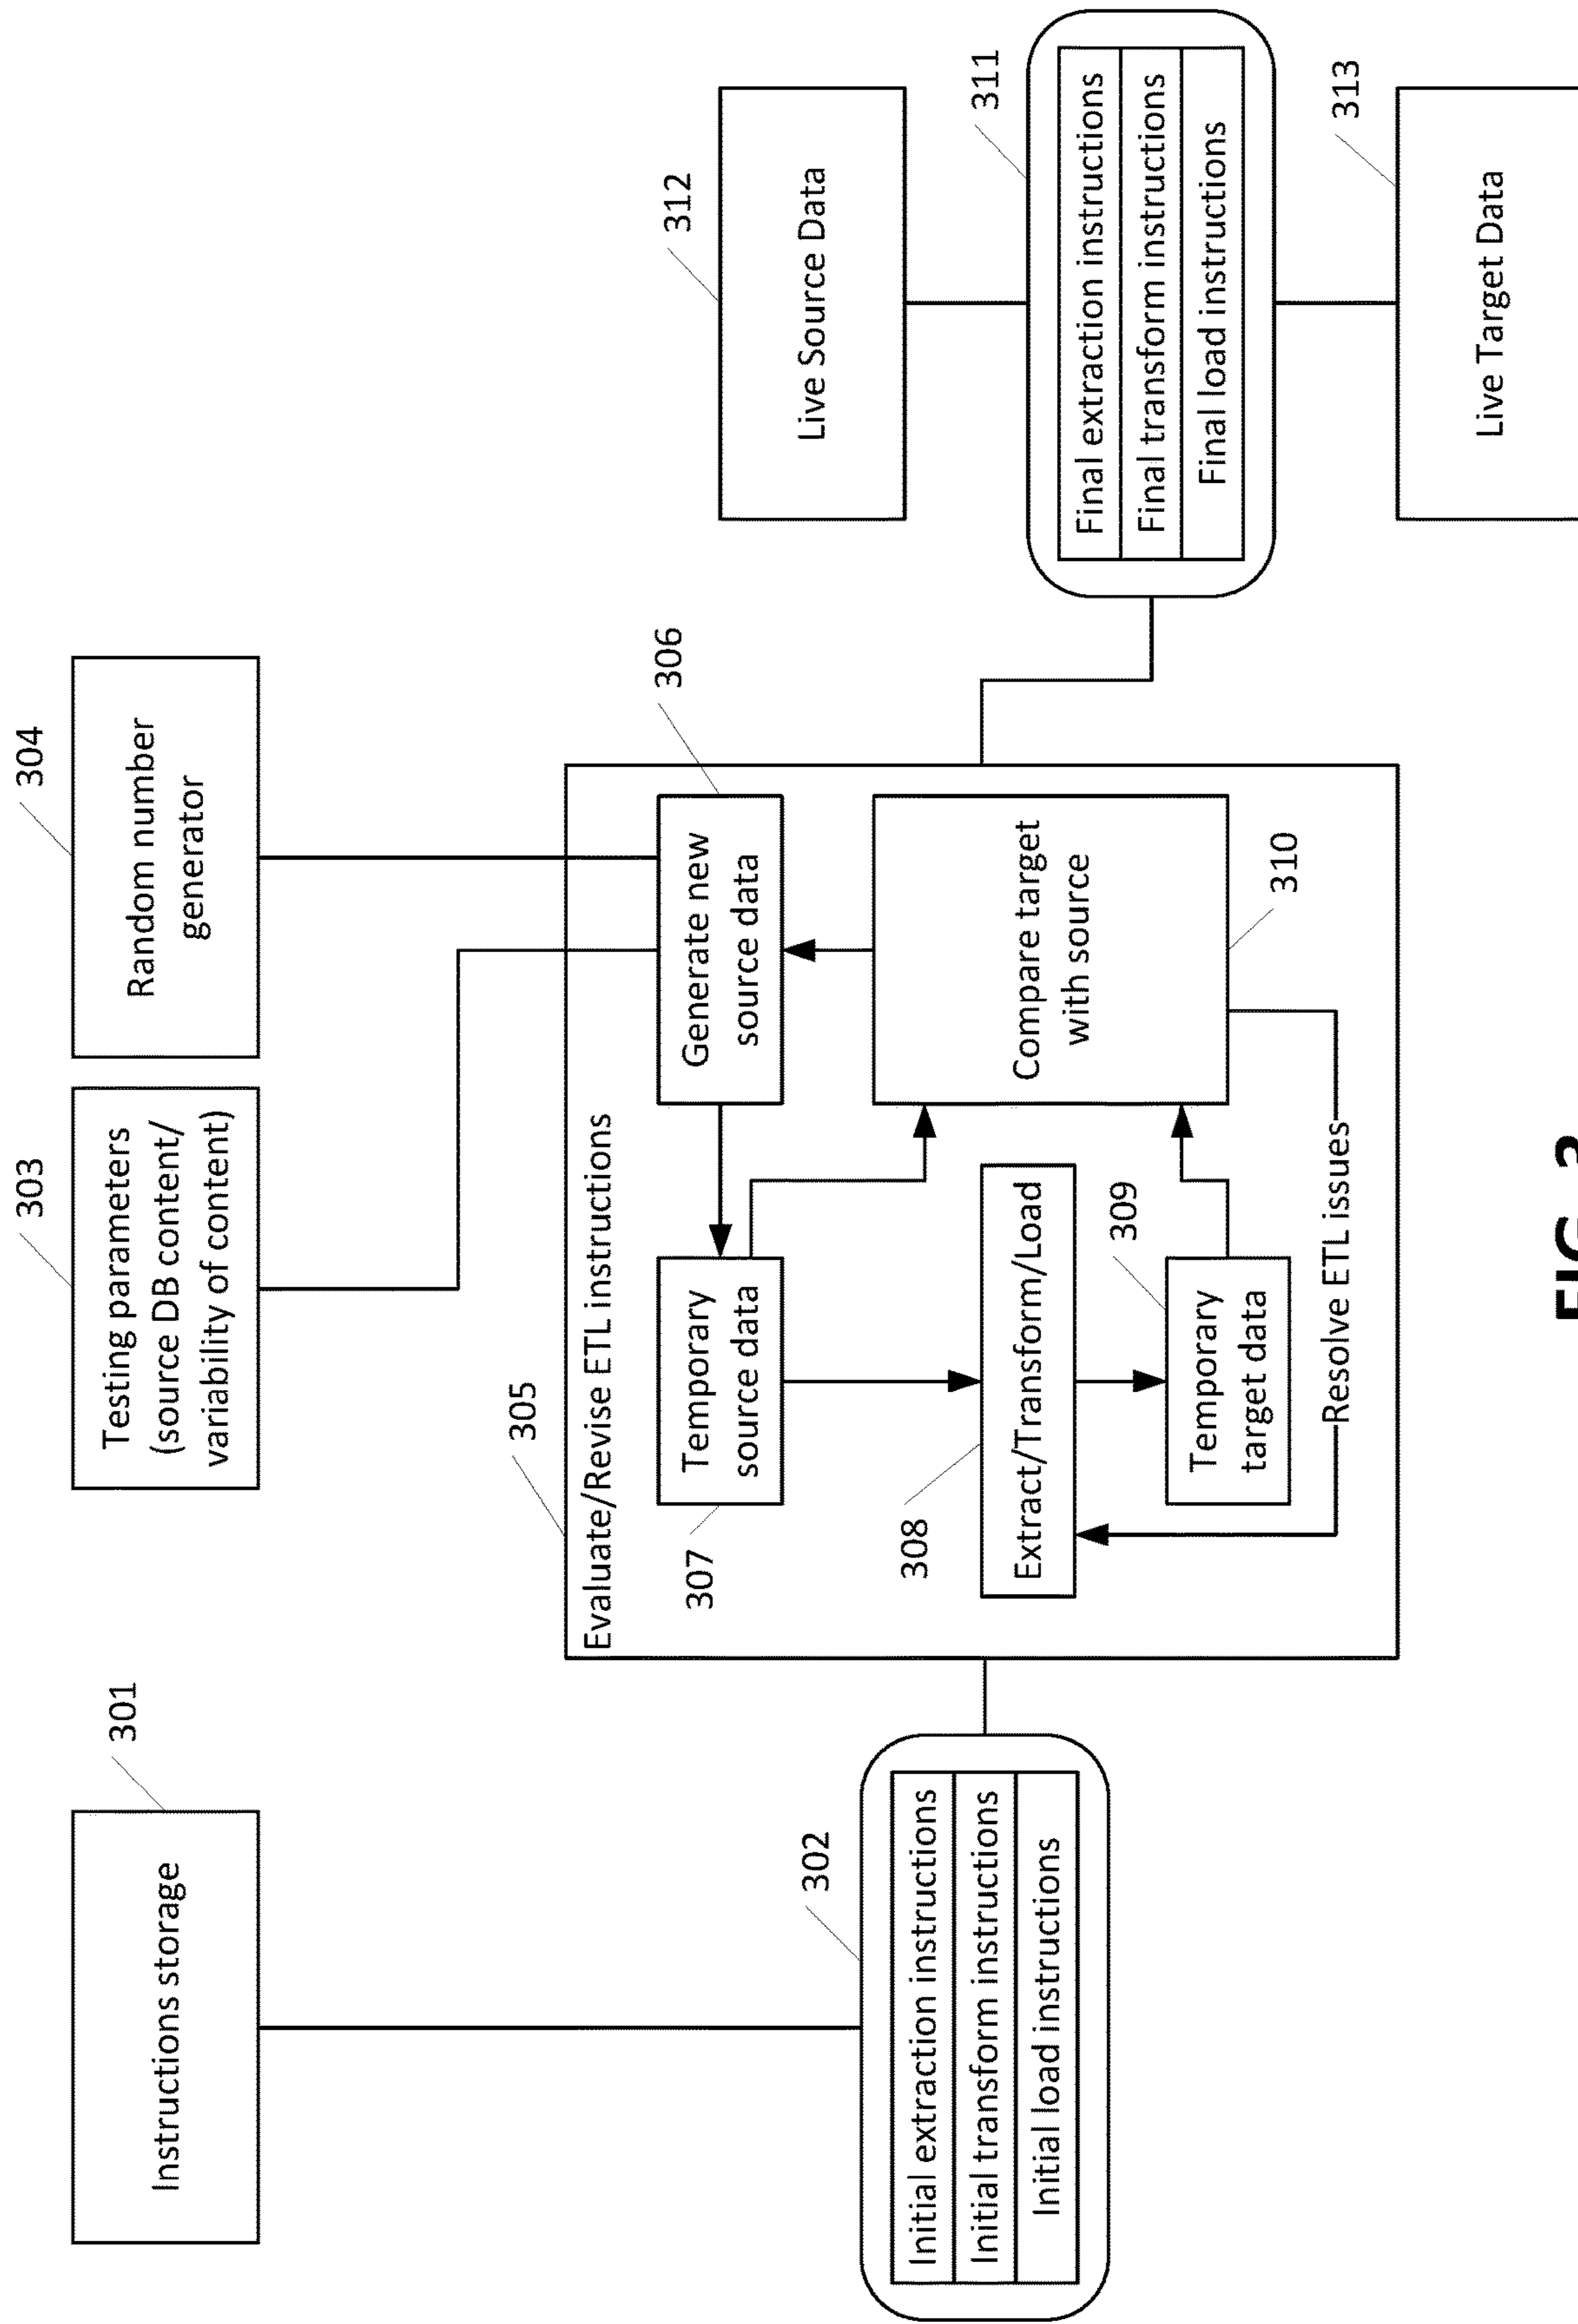 301
Instructions storage
303
Testing parameters
(source DB content/
variability of content)
304
Random number
generator
302
Initial extraction instructions
Initial transform instructions
Initial load instructions
305
Evaluate/Revise ETL instructions
306
Generate new
source data
307
Temporary
source data
308
Extract/Transform/Load
309
Temporary
target data
310
Compare target
with source
Resolve ETL issues
312
Live Source Data
311
Final extraction instructions
Final transform instructions
Final load instructions
313
Live Target Data